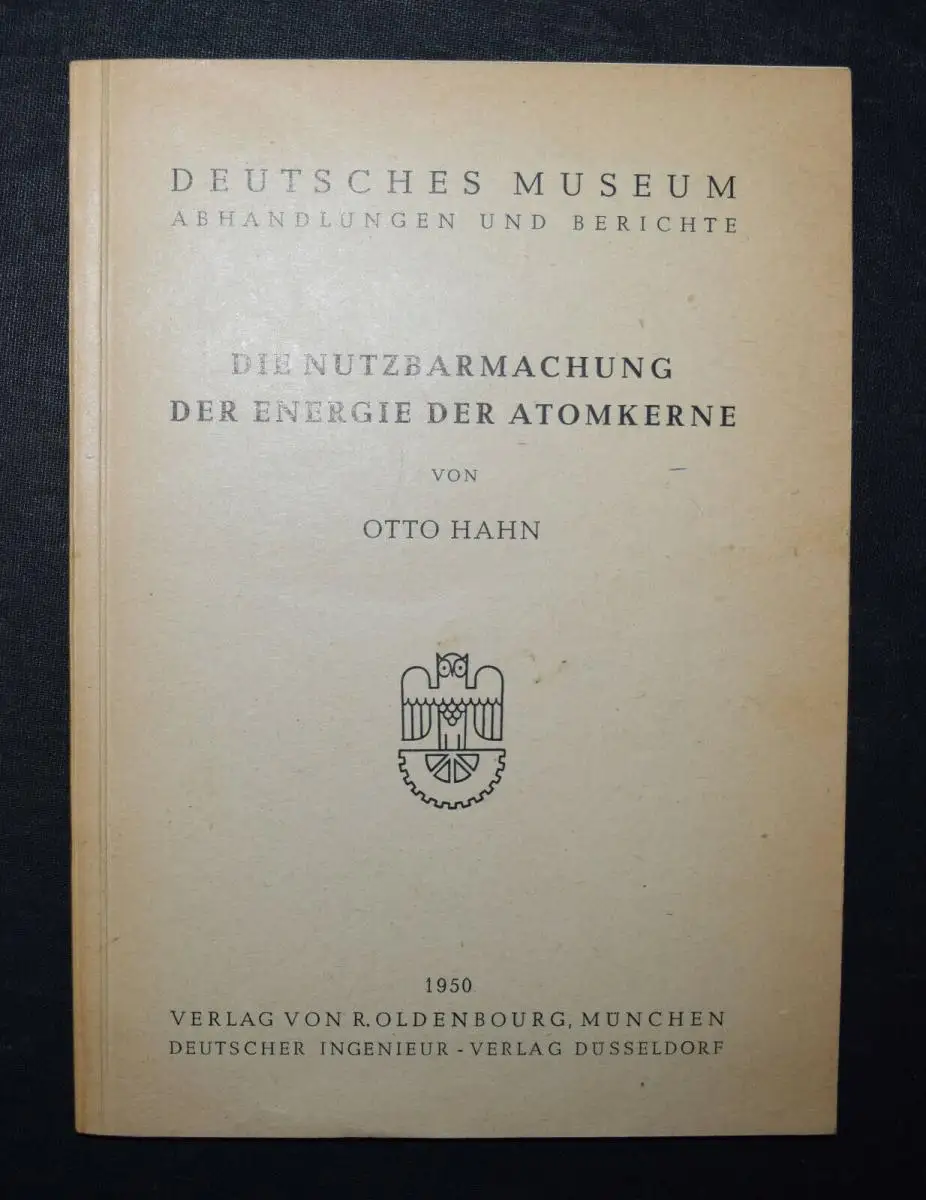 DEUTSCHES MUSEUM
ABHANDLUNGEN UND BERICHTE
DIE NUTZBARMACHUNG
DER ENERGIE DER ATOMKERNE
VON
OTTO HAHN
1950
VERLAG VON R. OLDENBOURG, MÜNCHEN
DEUTSCHER INGENIEUR-VERLAG DÜSSELDORF